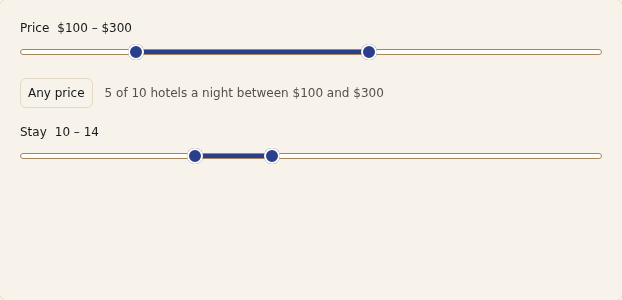 Price $100 – $300
Any price 5 of 10 hotels a night between $100 and $300
Stay 10 – 14